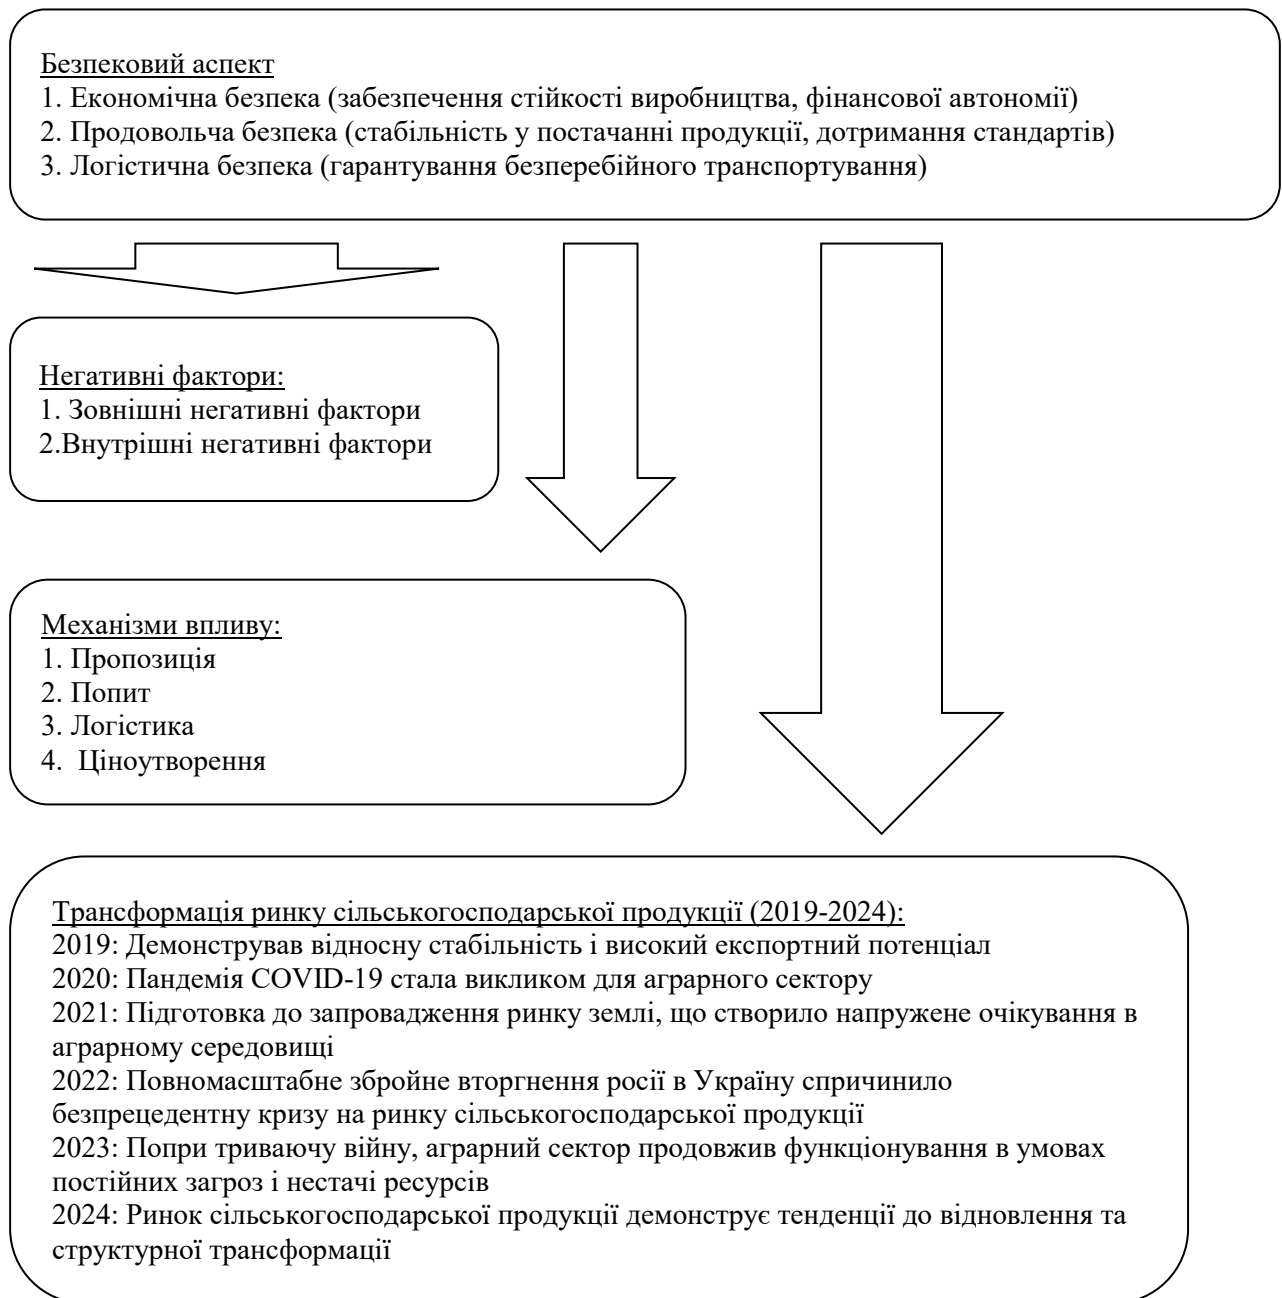 Безпековий аспект
1. Економічна безпека (забезпечення стійкості виробництва, фінансової автономії)
2. Продовольча безпека (стабільність у постачанні продукції, дотримання стандартів)
3. Логістична безпека (гарантування безперебійного транспортування)
Негативні фактори:
1. Зовнішні негативні фактори
2.Внутрішні негативні фактори
Механізми впливу:
1. Пропозиція
2. Попит
3. Логістика
4.  Ціноутворення
Трансформація ринку сільськогосподарської продукції (2019-2024):
2019: Демонстрував відносну стабільність і високий експортний потенціал
2020: Пандемія COVID-19 стала викликом для аграрного сектору
2021: Підготовка до запровадження ринку землі, що створило напружене очікування в
аграрному середовищі
2022: Повномасштабне збройне вторгнення росії в Україну спричинило
безпрецедентну кризу на ринку сільськогосподарської продукції
2023: Попри триваючу війну, аграрний сектор продовжив функціонування в умовах
постійних загроз і нестачі ресурсів
2024: Ринок сільськогосподарської продукції демонструє тенденції до відновлення та
структурної трансформації